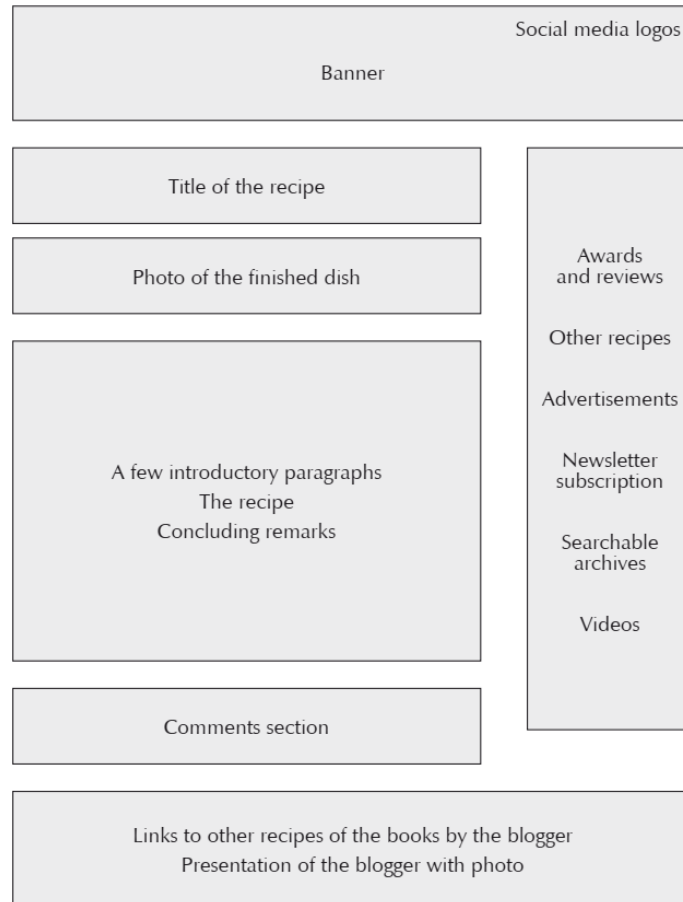 Social media logos
Banner
Title of the recipe
Photo of the finished dish
A few introductory paragraphs
The recipe
Concluding remarks
Comments section
Awards
and reviews
Other recipes
Advertisements
Newsletter
subscription
Searchable
archives
Videos
Links to other recipes of the books by the blogger
Presentation of the blogger with photo